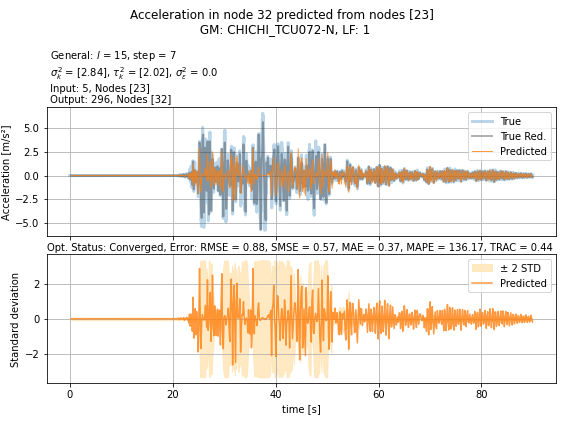 Acceleration in node 32 predicted from nodes [23]
GM: CHICHI_TCU072-N, LF: 1
General: l = 15, step = 7
σ²ₖ = [2.84], τ²ₖ = [2.02], σ²ε = 0.0
Input: 5, Nodes [23]
Output: 296, Nodes [32]
Acceleration [m/s²]
5.0
2.5
0.0
−2.5
−5.0
True
True Red.
Predicted
Opt. Status: Converged, Error: RMSE = 0.88, SMSE = 0.57, MAE = 0.37, MAPE = 136.17, TRAC = 0.44
Standard deviation
2
0
−2
± 2 STD
Predicted
0
20
40
60
80
time [s]